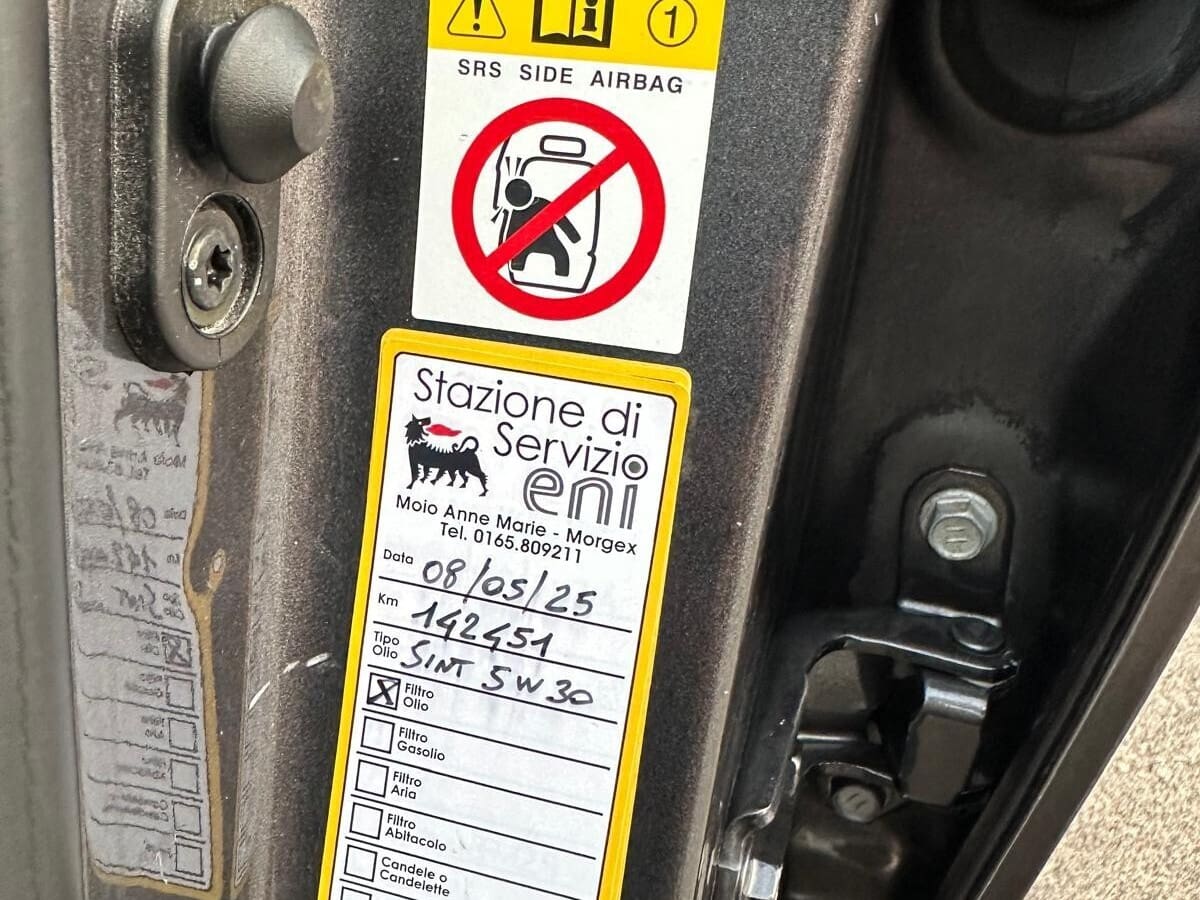 1
SRS SIDE AIRBAG
Stazione di
Servizio
eni
Moio Anne Marie - Morgex
Tel. 0165.809211
Data 08/05/25
Km 142451
Tipo
Olio SINT 5W30
X Filtro
Olio
Filtro
Gasolio
Filtro
Aria
Filtro
Abitacolo
Candele o
Candelette